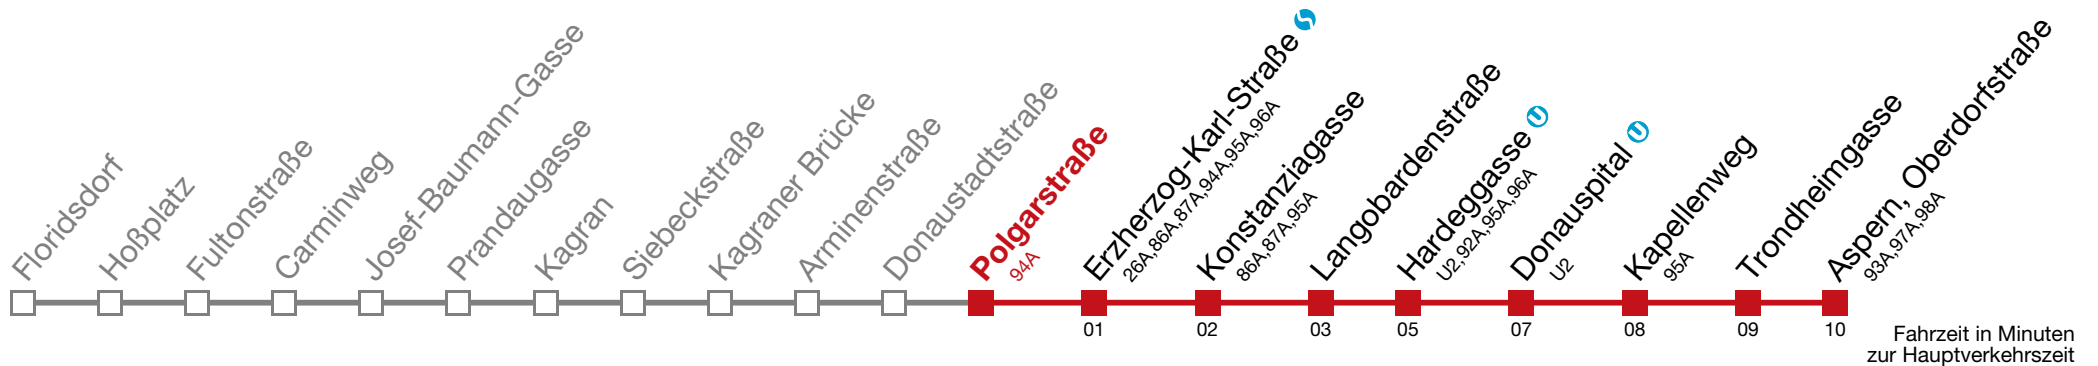 Floridsdorf
Hoßplatz
Fultonstraße
Carminweg
Josef-Baumann-Gasse
Prandaugasse
Kagran
Siebeckstraße
Kagraner Brücke
Arminenstraße
Donaustadtstraße
Polgarstraße
94A
Erzherzog-Karl-Straße S
26A,86A,87A,94A,95A,96A
01
Konstanziagasse
86A,87A,95A
02
Langobardenstraße
03
Hardeggasse U
U2,92A,95A,96A
05
Donauspital U
U2
07
Kapellenweg
95A
08
Trondheimgasse
09
Aspern, Oberdorfstraße
93A,97A,98A
10
Fahrzeit in Minuten
zur Hauptverkehrszeit